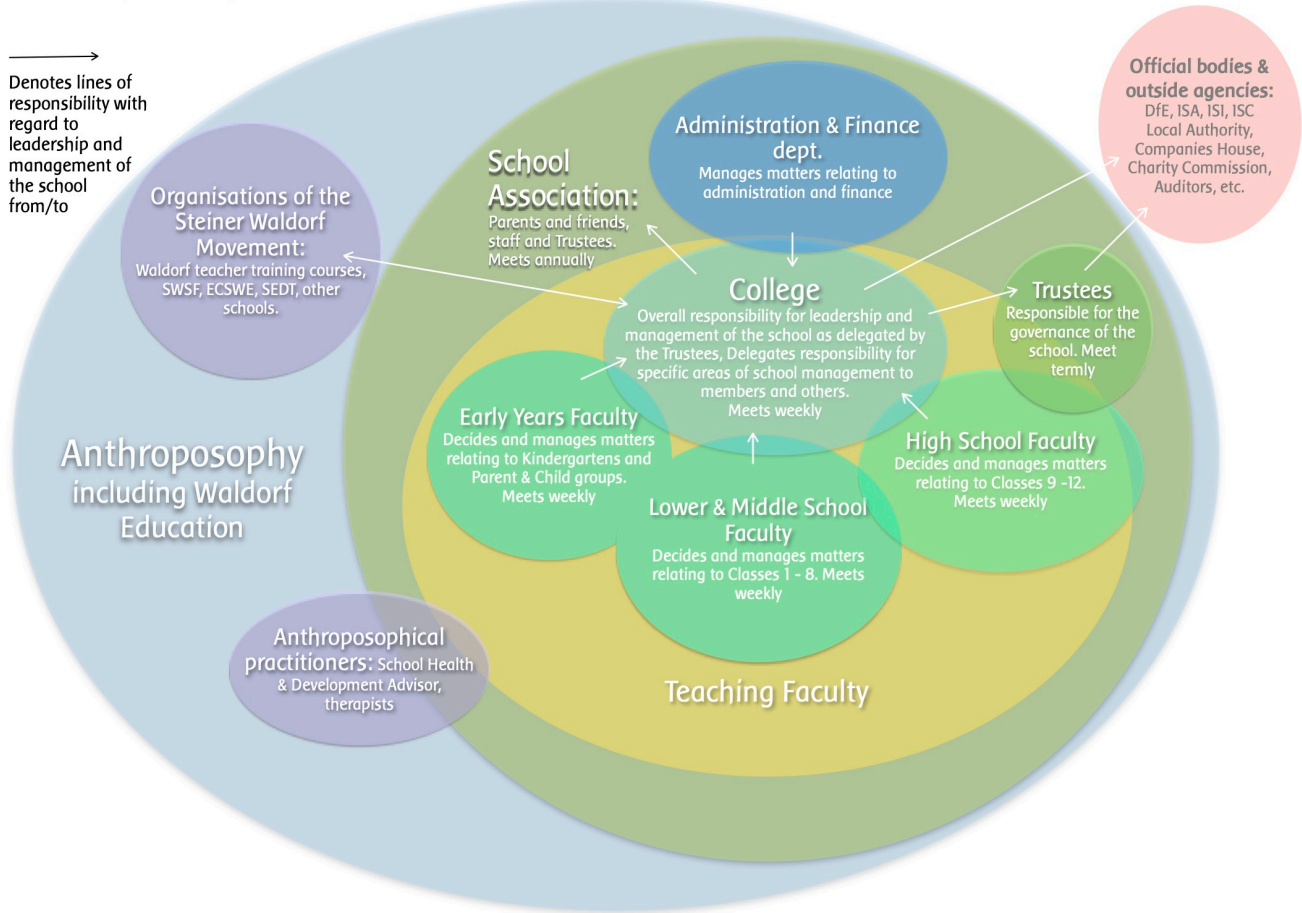 Denotes lines of
responsibility with
regard to
leadership and
management of
the school
from/to
Organisations of the
Steiner Waldorf
Movement:
Waldorf teacher training courses,
SWSF, ECSWE, SEDT, other
schools.
Anthroposophy
including Waldorf
Education
Anthroposophical
practitioners: School Health
& Development Advisor,
therapists
School
Association:
Parents and friends,
staff and Trustees.
Meets annually
Administration & Finance
dept.
Manages matters relating to
administration and finance
College
Overall responsibility for leadership and
management of the school as delegated by
the Trustees, Delegates responsibility for
specific areas of school management to
members and others.
Meets weekly
Early Years Faculty
Decides and manages matters
relating to Kindergartens and
Parent & Child groups.
Meets weekly
Lower & Middle School
Faculty
Decides and manages matters
relating to Classes 1 - 8. Meets
weekly
High School Faculty
Decides and manages matters
relating to Classes 9 -12.
Meets weekly
Teaching Faculty
Trustees
Responsible for the
governance of the
school. Meet
termly
Official bodies &
outside agencies:
DfE, ISA, ISI, ISC
Local Authority,
Companies House,
Charity Commission,
Auditors, etc.